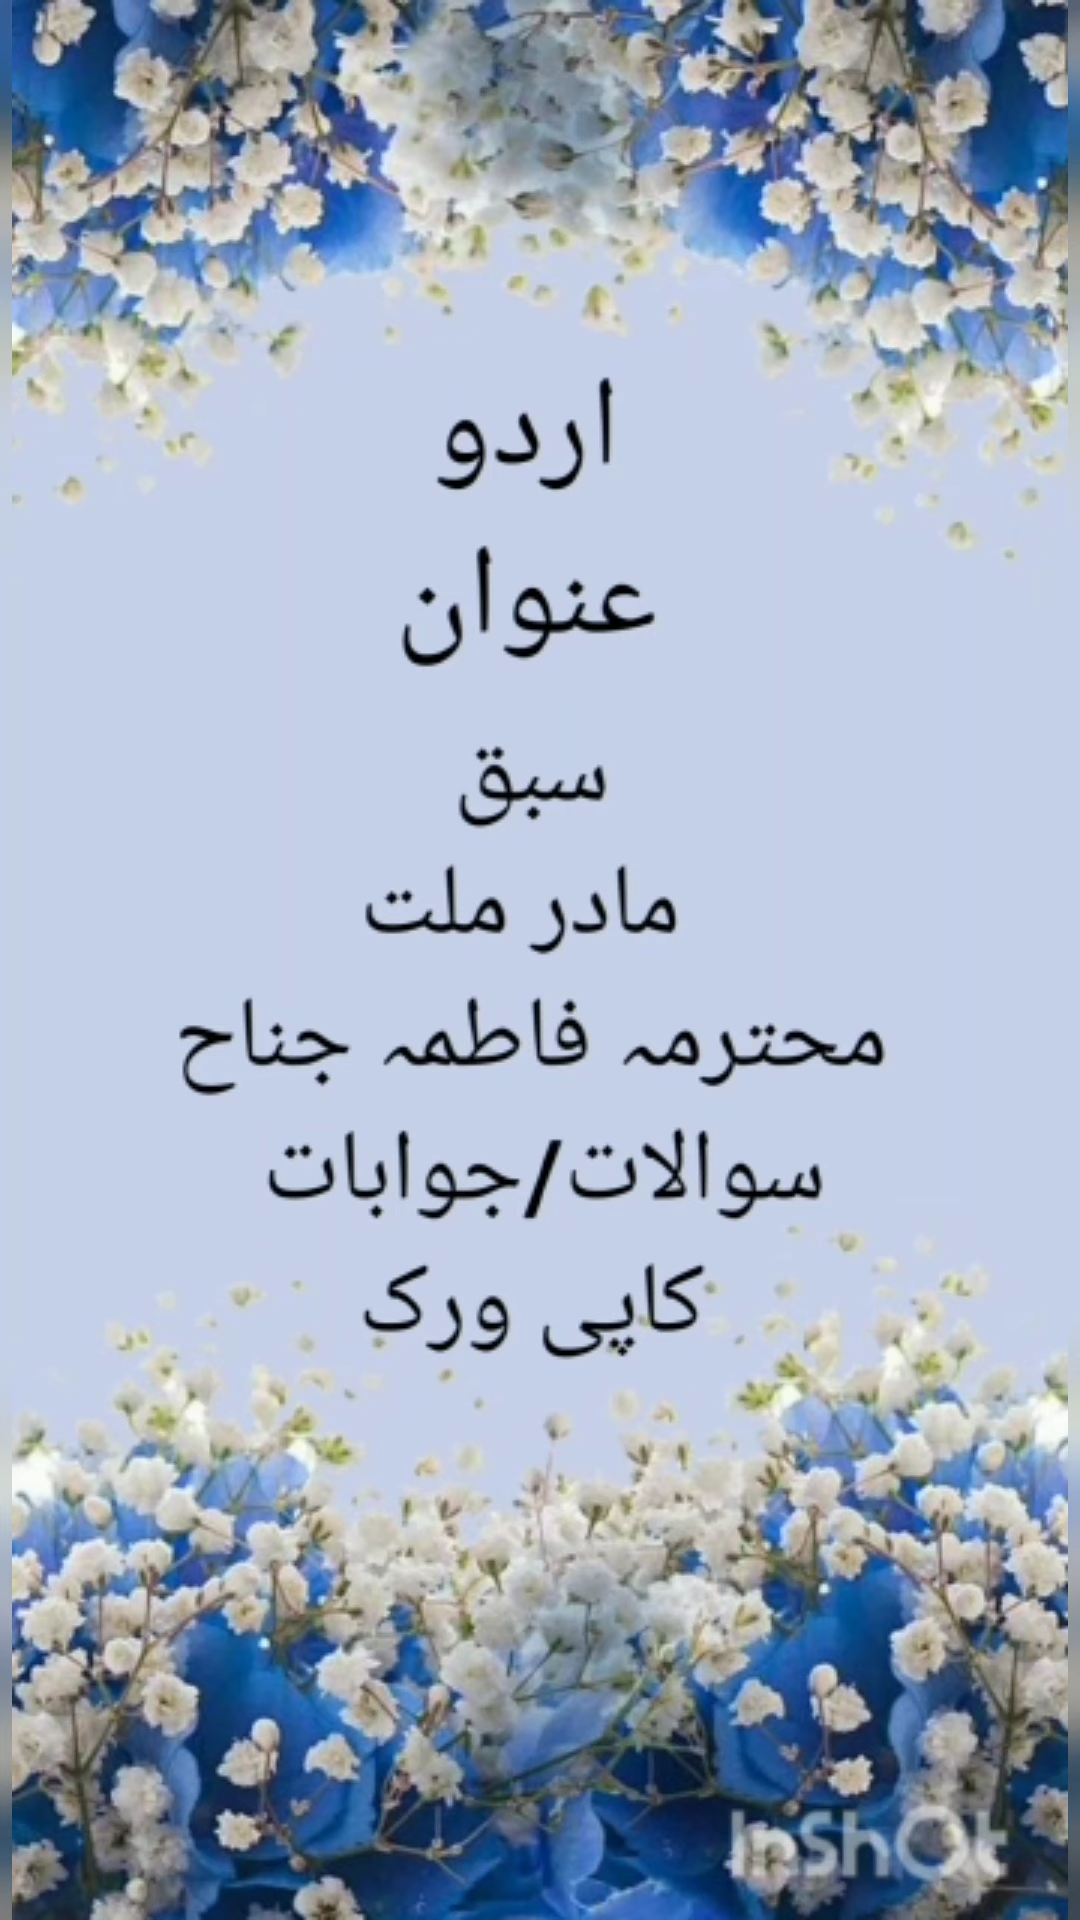 اردو
عنوان
سبق
مادر ملت
محترمہ فاطمہ جناح
سوالات/جوابات
کاپی ورک
InShOt